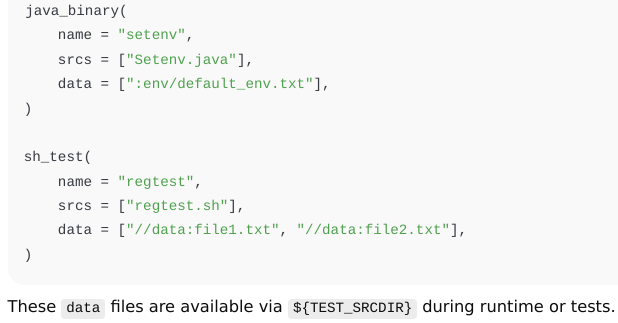 java_binary(
    name = "setenv",
    srcs = ["Setenv.java"],
    data = [":env/default_env.txt"],
)

sh_test(
    name = "regtest",
    srcs = ["regtest.sh"],
    data = ["//data:file1.txt", "//data:file2.txt"],
)
These data files are available via ${TEST_SRCDIR} during runtime or tests.